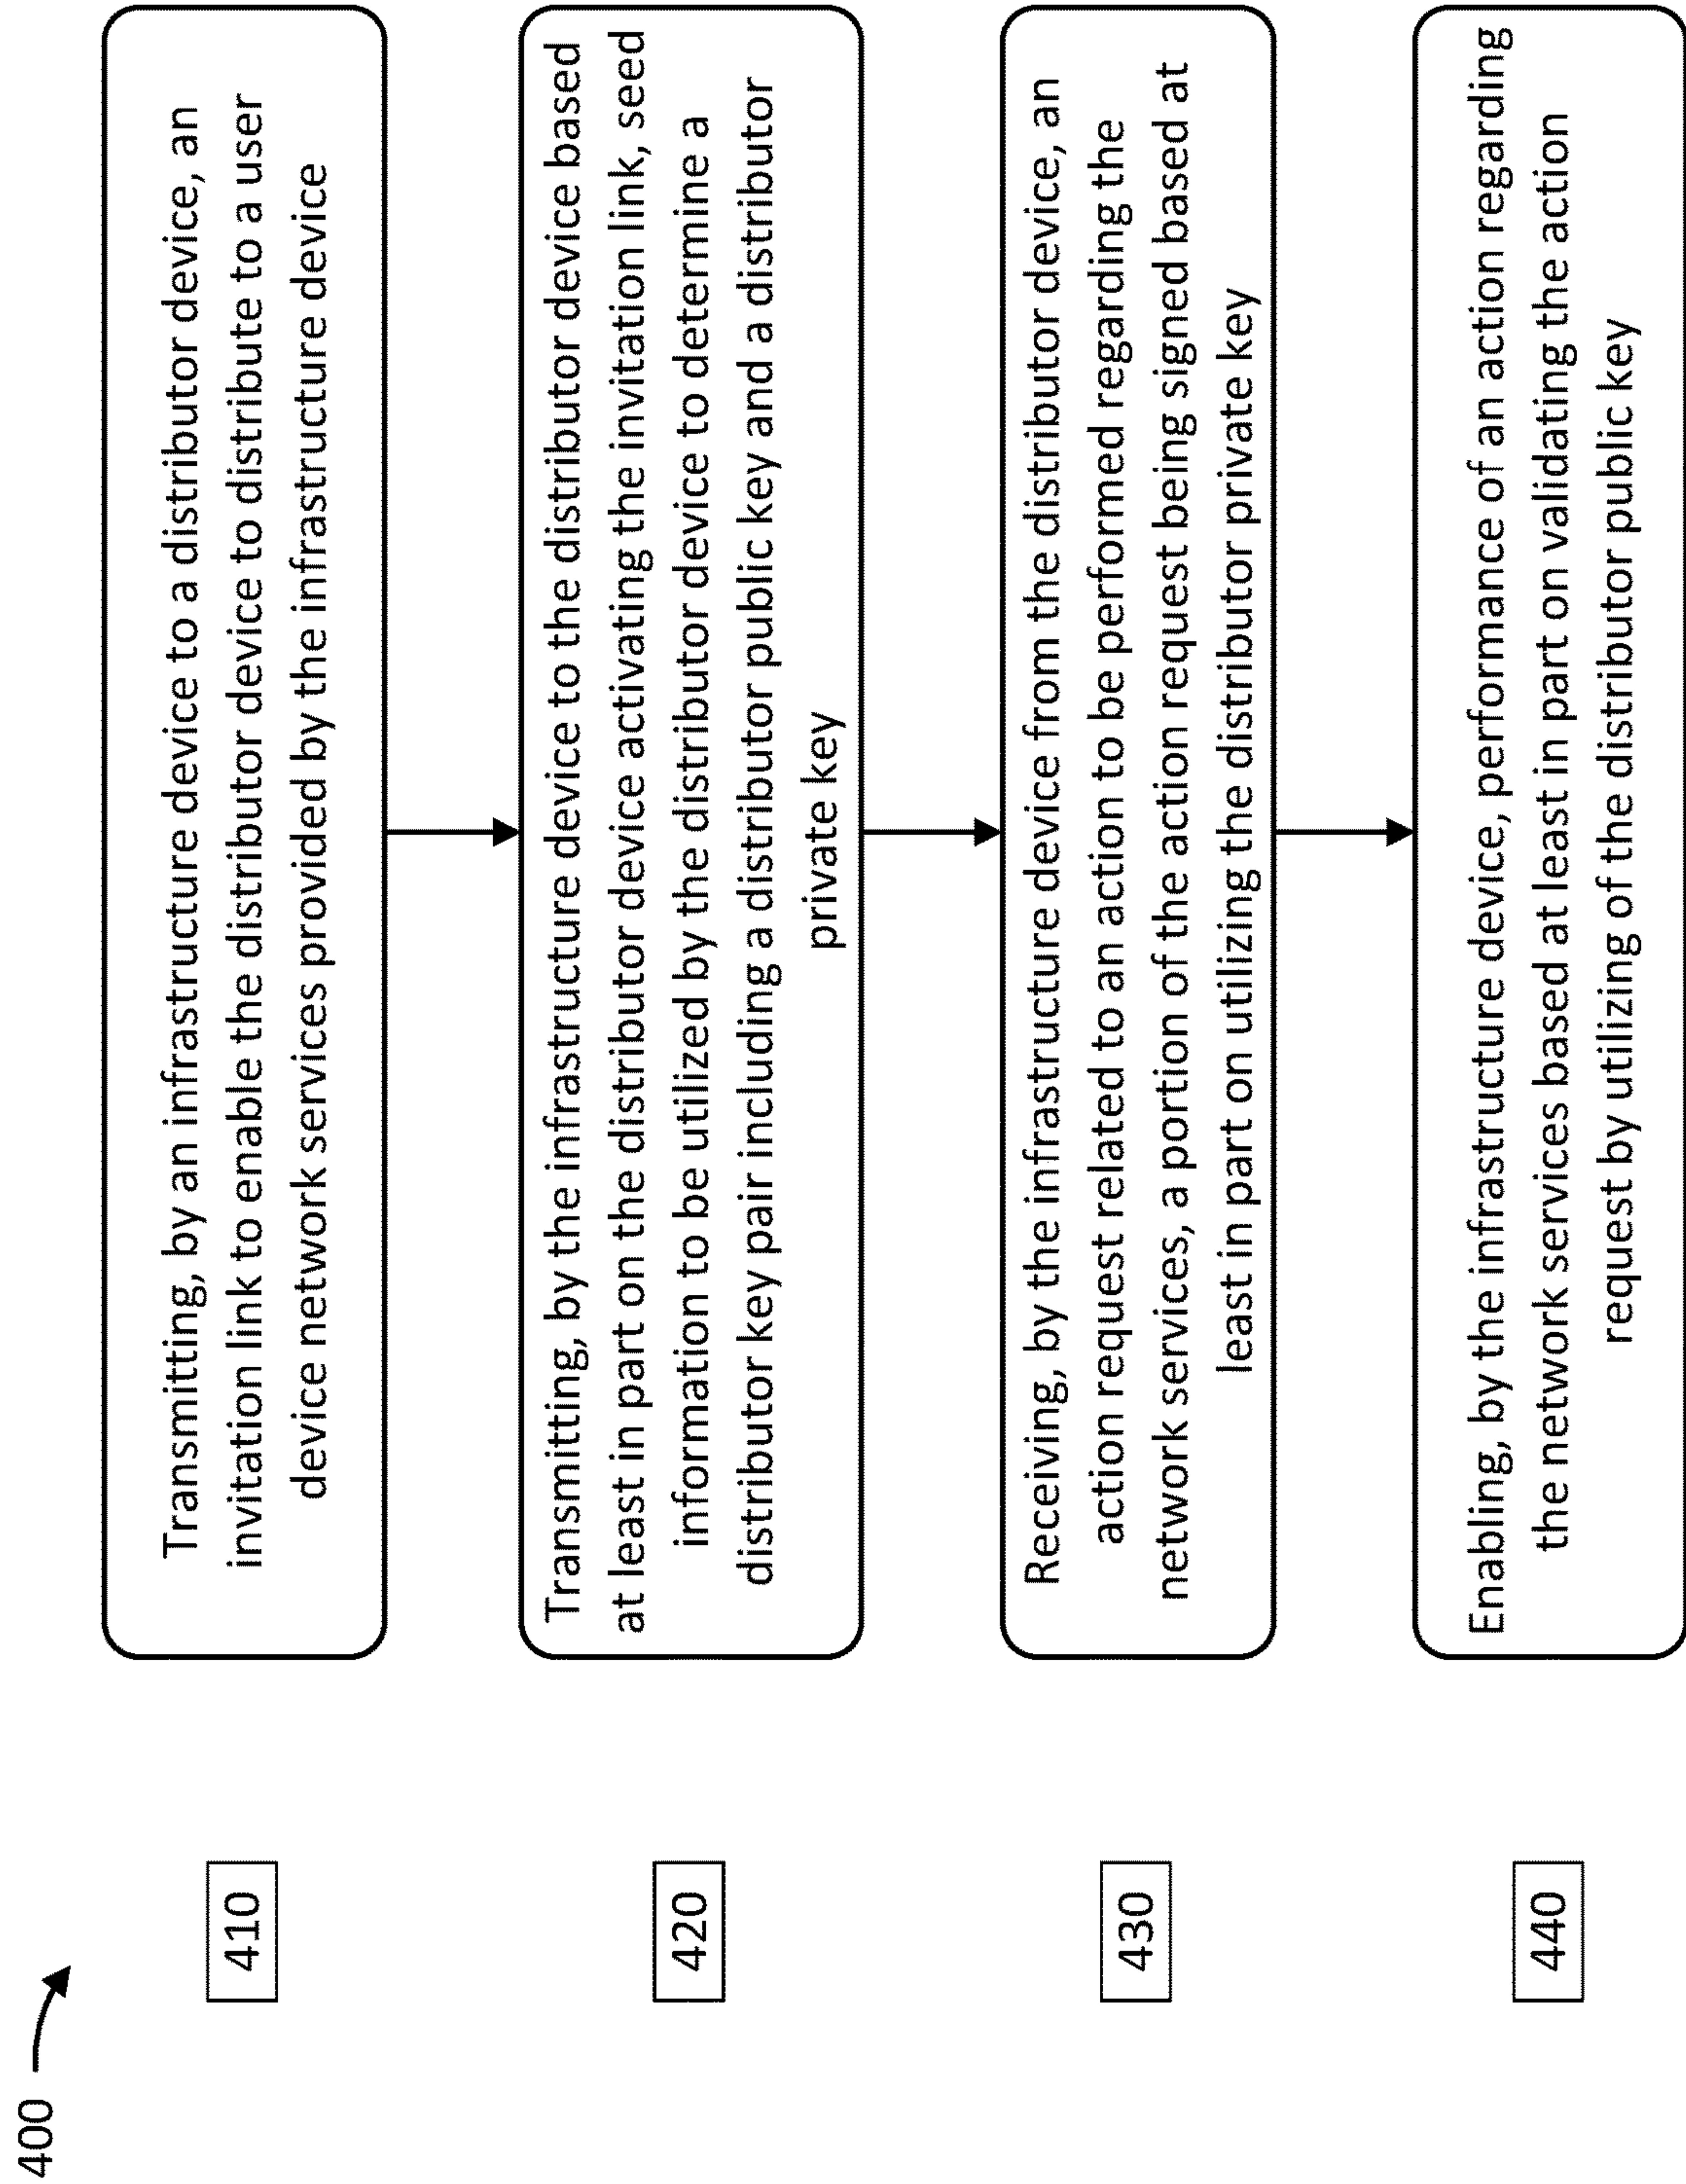 400
410
Transmitting, by an infrastructure device to a distributor device, an
invitation link to enable the distributor device to distribute to a user
device network services provided by the infrastructure device
420
Transmitting, by the infrastructure device to the distributor device based
at least in part on the distributor device activating the invitation link, seed
information to be utilized by the distributor device to determine a
distributor key pair including a distributor public key and a distributor
private key
430
Receiving, by the infrastructure device from the distributor device, an
action request related to an action to be performed regarding the
network services, a portion of the action request being signed based at
least in part on utilizing the distributor private key
440
Enabling, by the infrastructure device, performance of an action regarding
the network services based at least in part on validating the action
request by utilizing of the distributor public key